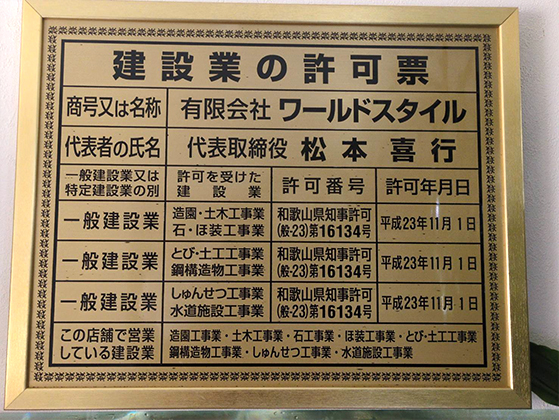 建設業の許可票
商号又は名称 有限会社 ワールドスタイル
代表者の氏名 代表取締役 松本 喜行
一般建設業又は
特定建設業の別
許可を受けた
建設業
許可番号
許可年月日
一般建設業
造園・土木工事業
石・ほ装工事業
和歌山県知事許可
(般-23)第16134号
平成23年11月1日
一般建設業
とび・土工工事業
鋼構造物工事業
和歌山県知事許可
(般-23)第16134号
平成23年11月1日
一般建設業
しゅんせつ工事業
水道施設工事業
和歌山県知事許可
(般-23)第16134号
平成23年11月1日
この店舗で営業
している建設業
造園工事業・土木工事業・石工事業・ほ装工事業・とび・土工工事業
鋼構造物工事業・しゅんせつ工事業・水道施設工事業